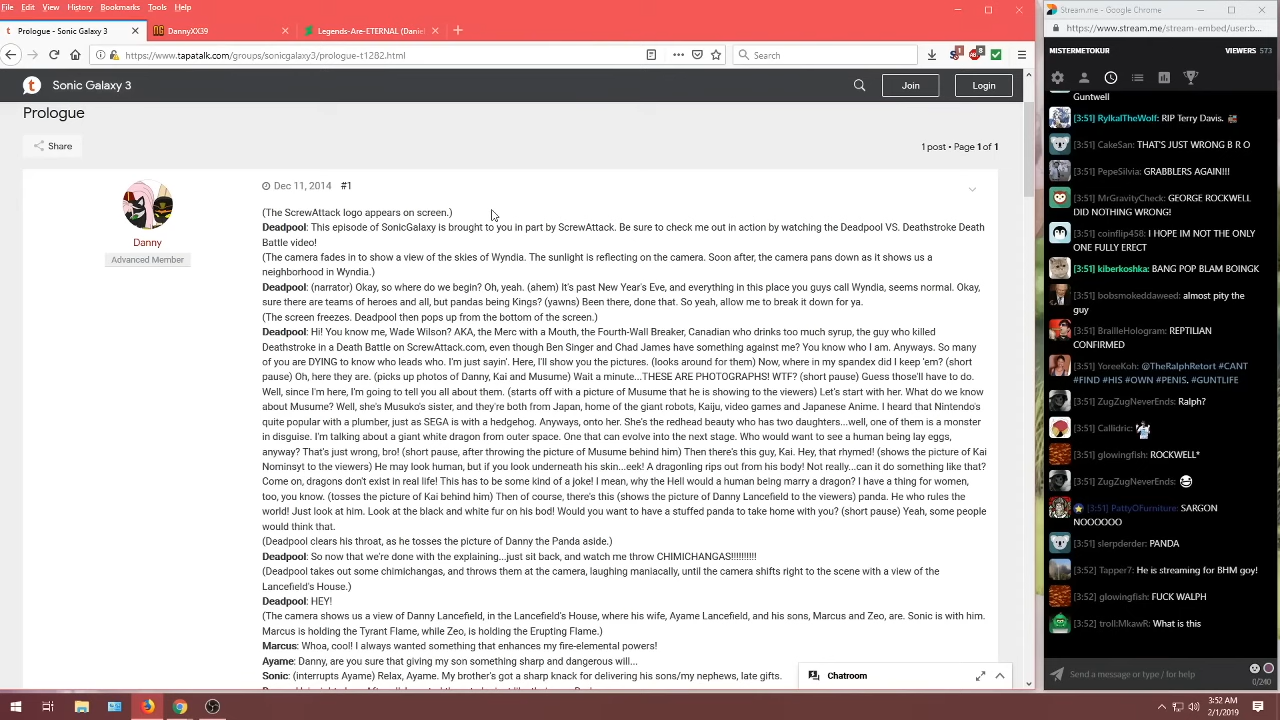 File Edit View History Bookmarks Tools Help
Prologue - Sonic Galaxy 3
DannyXX39
Legends-Are-ETERNAL (Daniel
https://www.tapatalk.com/groups/sonicgalaxy3/prologue-t1282.html
Search
Sonic Galaxy 3
Join
Login
Prologue
Share
1 post • Page 1 of 1
Dec 11, 2014 #1
Danny
Advanced Member
(The ScrewAttack logo appears on screen.)
Deadpool: This episode of SonicGalaxy is brought to you in part by ScrewAttack. Be sure to check me out in action by watching the Deadpool VS. Deathstroke Death
Battle video!
(The camera fades in to show a view of the skies of Wyndia. The sunlight is reflecting on the camera. Soon after, the camera pans down as it shows us a
neighborhood in Wyndia.)
Deadpool: (narrator) Okay, so where do we begin? Oh, yeah. (ahem) It's past New Year's Eve, and everything in this place you guys call Wyndia, seems normal. Okay,
sure there are teams of heroes and all, but pandas being Kings? (yawns) Been there, done that. So yeah, allow me to break it down for ya.
(The screen freezes. Deadpool then pops up from the bottom of the screen.)
Deadpool: Hi! You know me, Wade Wilson? AKA, the Merc with a Mouth, the Fourth-Wall Breaker, Canadian who drinks too much syrup, the guy who killed
Deathstroke in a Death Battle on ScrewAttack.com, even though Ben Singer and Chad James have something against me? You know who I am. Anyways. So many
of you are DYING to know who leads who. I'm just sayin'. Here, I'll show you the pictures. (looks around for them) Now, where in my spandex did I keep 'em? (short
pause) Oh, here they are. (picks up photos of Danny, Kai and Musume) Wait a minute...THESE ARE PHOTOGRAPHS! WTF? (short pause) Guess those'll have to do.
Well, since I'm here, I'm going to tell you all about them. (starts off with a picture of Musume that he is showing to the viewers) Let's start with her. What do we know
about Musume? Well, she's Musuko's sister, and they're both from Japan, home of the giant robots, Kaiju, video games and Japanese Anime. I heard that Nintendo's
quite popular with a plumber, just as SEGA is with a hedgehog. Anyways, onto her. She's the redhead beauty who has two daughters...well, one of them is a monster
in disguise. I'm talking about a giant white dragon from outer space. One that can evolve into the next stage. Who would want to see a human being lay eggs,
anyway? That's just wrong, bro! (short pause, after throwing the picture of Musume behind him) Then there's this guy, Kai. Hey, that rhymed! (shows the picture of Kai
Nominsyt to the viewers) He may look human, but if you look underneath his skin...eek! A dragonling rips out from his body! Not really...can it do something like that?
Come on, dragons don't exist in real life! This has to be some kind of a joke! I mean, why the Hell would a human being marry a dragon? I have a thing for women,
too, you know. (tosses the picture of Kai behind him) Then of course, there's this (shows the picture of Danny Lancefield to the viewers) panda. He who rules the
world! Just look at him. Look at the black and white fur on his bod! Would you want to have a stuffed panda to take home with you? (short pause) Yeah, some people
would think that.
(Deadpool clears his throat, as he tosses the picture of Danny the Panda aside.)
Deadpool: So now that we're done with the explaining...just sit back, and watch me throw CHIMICHANGAS!!!!!!!!!!
(Deadpool takes out the chimichangas, and throws them at the camera, laughing maniacally, until the camera shifts right to the scene with a view of the
Lancefield's House.)
Deadpool: HEY!
(The camera shows us a view of Danny Lancefield, in the Lancefield's House, where his wife, Ayame Lancefield, and his sons, Marcus and Zeo, are. Sonic is with him.
Marcus is holding the Tyrant Flame, while Zeo, is holding the Erupting Flame.)
Marcus: Whoa, cool! I always wanted something that enhances my fire-elemental powers!
Ayame: Danny, are you sure that giving my son something sharp and dangerous will...
Sonic: (interrupts Ayame) Relax, Ayame. My brother's got a sharp knack for delivering his sons/my nephews, late gifts.
Chatroom
Stream.me - https://www.stream.me - stream-embed/user:b...
https://www.stream.me/stream-embed/user:b...
MISTERMETOKUR
VIEWERS 573
Guntwell
[3:51] RylkalTheWolf: RIP Terry Davis.
[3:51] CakeSan: THAT'S JUST WRONG B R O
[3:51] PepeSilvia: GRABBLERS AGAIN!!!
[3:51] MrGravityCheck: GEORGE ROCKWELL
DID NOTHING WRONG!
[3:51] coinflip458: I HOPE IM NOT THE ONLY
ONE FULLY ERECT
[3:51] kiberkoshka: BANG POP BLAM BOINGK
[3:51] bobsmokeddaweed: almost pity the
guy
[3:51] BrailleHologram: REPTILIAN
CONFIRMED
[3:51] YoreeKoh: @TheRalphRetort #CANT
#FIND #HIS #OWN #PENIS. #GUNTLIFE
[3:51] ZugZugNeverEnds: Ralph?
[3:51] Callidric:
[3:51] glowingfish: ROCKWELL*
[3:51] ZugZugNeverEnds:
[3:51] PattyOFurniture: SARGON
NOOOOOO
[3:51] slerpderder: PANDA
[3:52] Tapper7: He is streaming for BHM goy!
[3:52] glowingfish: FUCK WALPH
[3:52] troll:MkawR: What is this
Send a message or type / for help
0/240
3:52 AM